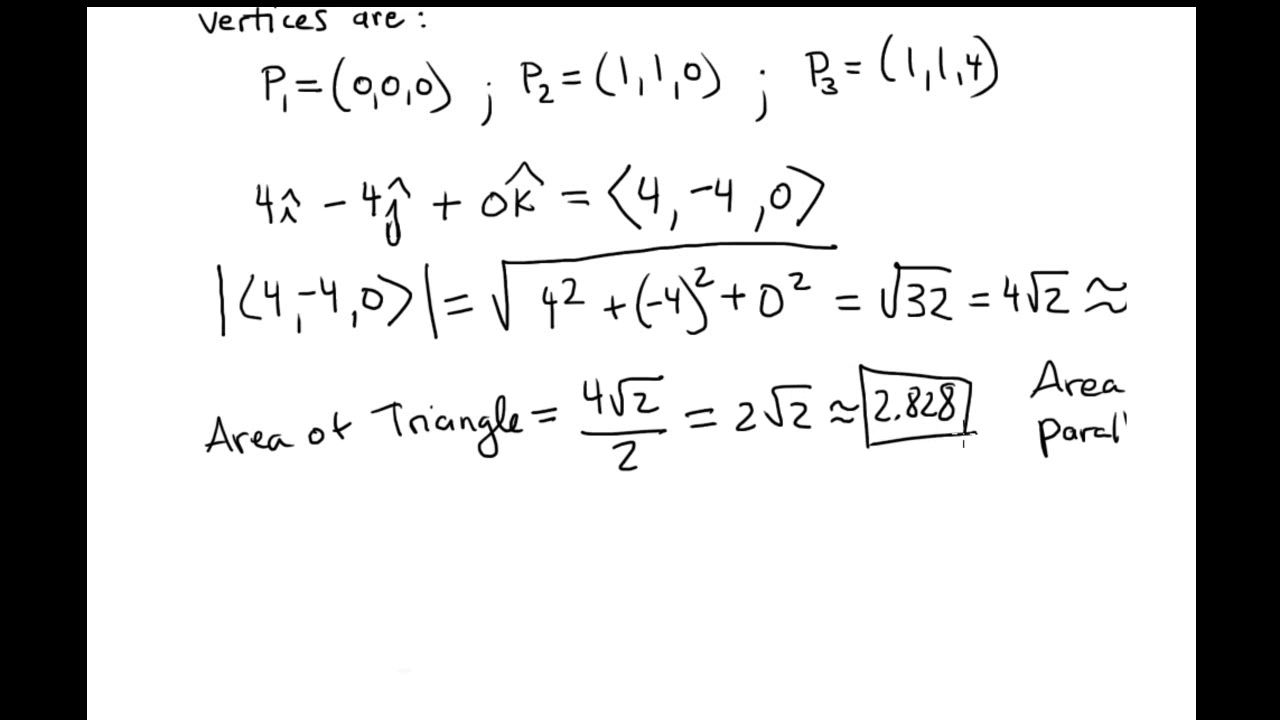 vertices are:
P₁=(0,0,0) ; P₂=(1,1,0) ; P₃=(1,1,4)
4î - 4ĵ + 0k̂ = ⟨4,-4,0⟩
|⟨4,-4,0⟩| = √(4² + (-4)² + 0²) = √32 = 4√2 ≈
Area of Triangle = 4√2/2 = 2√2 ≈ 2.828
Area
paral